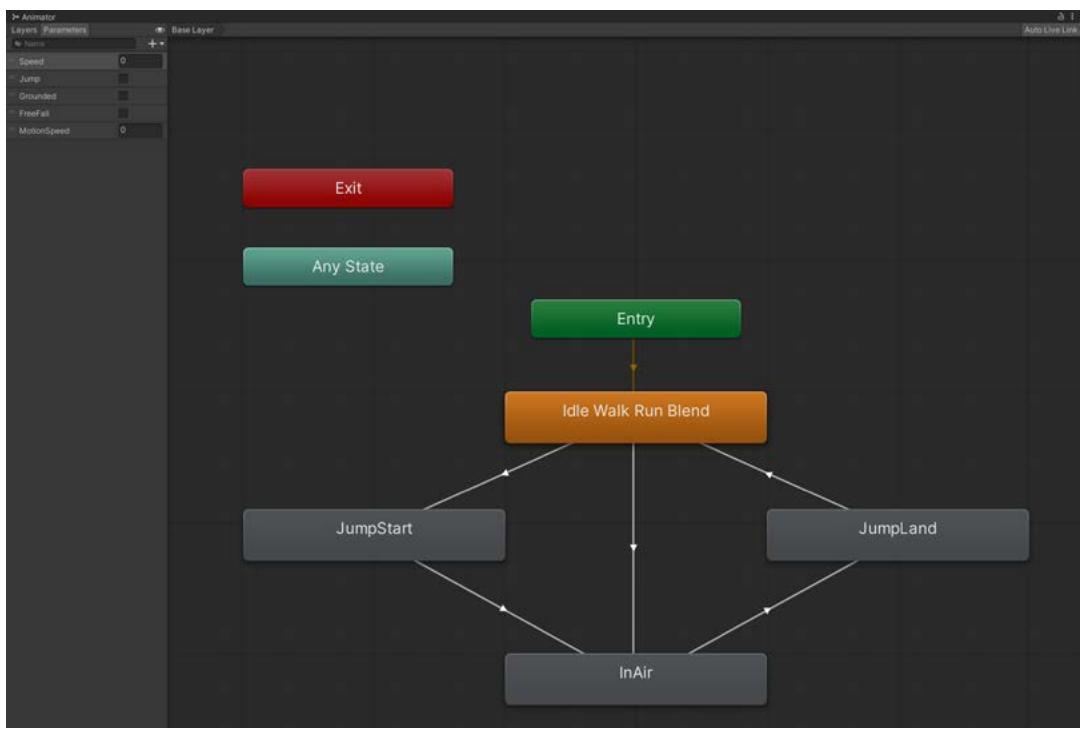 Animator
Layers Parameters Base Layer Auto Live Link
Name
Speed 0
Jump
Grounded
FreeFall
MotionSpeed 0
Exit
Any State
Entry
Idle Walk Run Blend
JumpStart
JumpLand
InAir